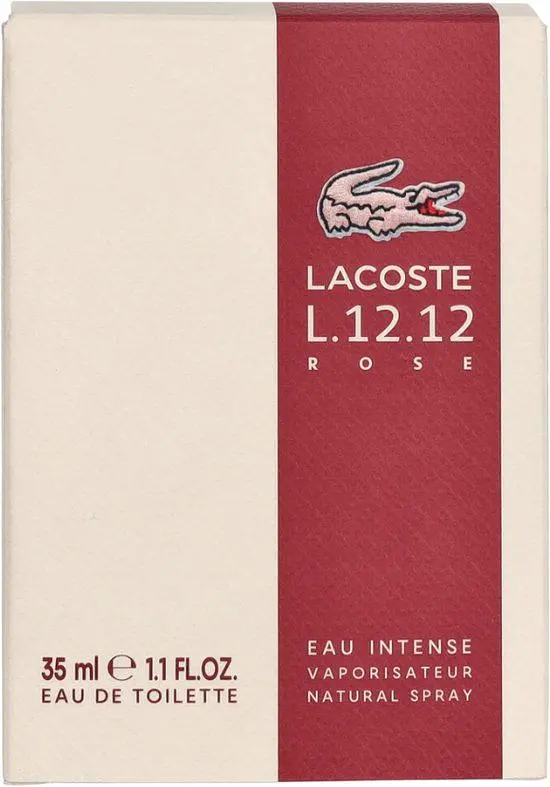 LACOSTE
L.12.12
ROSE
EAU INTENSE
VAPORISATEUR
NATURAL SPRAY
35 ml ℮ 1.1 FL.OZ.
EAU DE TOILETTE